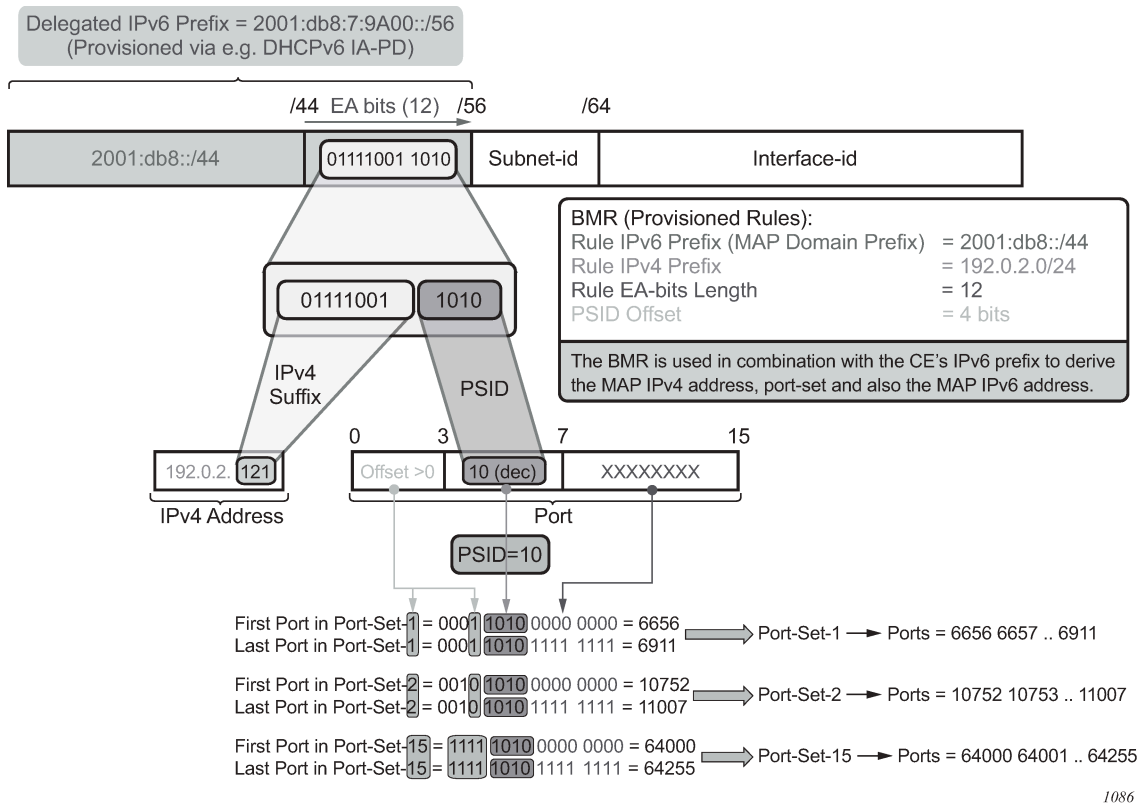 Delegated IPv6 Prefix = 2001:db8:7:9A00::/56
(Provisioned via e.g. DHCPv6 IA-PD)
/44 EA bits (12) /56 /64
2001:db8::/44 01111001 1010 Subnet-id Interface-id
BMR (Provisioned Rules):
Rule IPv6 Prefix (MAP Domain Prefix) = 2001:db8::/44
Rule IPv4 Prefix = 192.0.2.0/24
Rule EA-bits Length = 12
PSID Offset = 4 bits
The BMR is used in combination with the CE's IPv6 prefix to derive
the MAP IPv4 address, port-set and also the MAP IPv6 address.
01111001 1010
IPv4
Suffix
PSID
0 3 7 15
192.0.2. 121 Offset >0 10 (dec) XXXXXXXX
IPv4 Address Port
PSID=10
First Port in Port-Set-1 = 0001 1010 0000 0000 = 6656
Last Port in Port-Set-1 = 0001 1010 1111 1111 = 6911
Port-Set-1 Ports = 6656 6657 .. 6911
First Port in Port-Set-2 = 0010 1010 0000 0000 = 10752
Last Port in Port-Set-2 = 0010 1010 1111 1111 = 11007
Port-Set-2 Ports = 10752 10753 .. 11007
First Port in Port-Set-15 = 1111 1010 0000 0000 = 64000
Last Port in Port-Set-15 = 1111 1010 1111 1111 = 64255
Port-Set-15 Ports = 64000 64001 .. 64255
1086